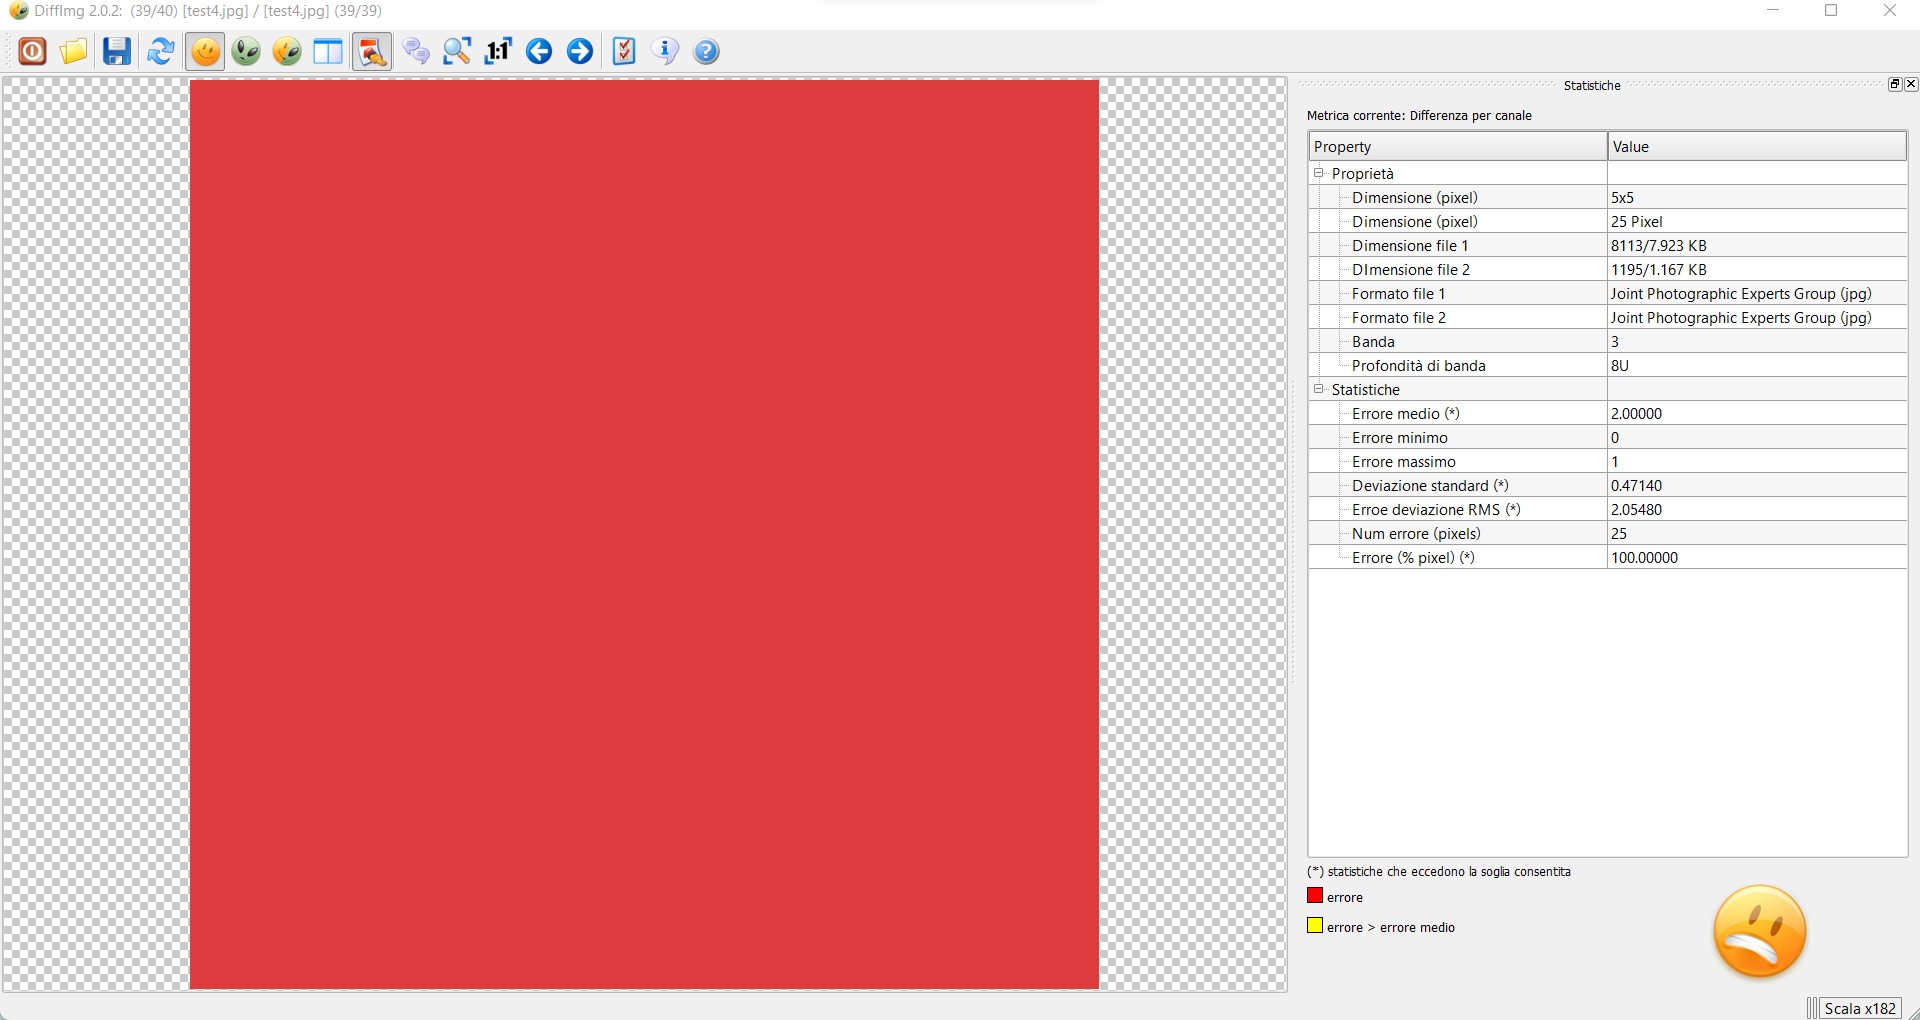 DiffImg 2.0.2: (39/40) [test4.jpg] / [test4.jpg] (39/39)
1:1
Statistiche
Metrica corrente: Differenza per canale
Property Value
Proprietà
Dimensione (pixel) 5x5
Dimensione (pixel) 25 Pixel
Dimensione file 1 8113/7.923 KB
DImensione file 2 1195/1.167 KB
Formato file 1 Joint Photographic Experts Group (jpg)
Formato file 2 Joint Photographic Experts Group (jpg)
Banda 3
Profondità di banda 8U
Statistiche
Errore medio (*) 2.00000
Errore minimo 0
Errore massimo 1
Deviazione standard (*) 0.47140
Erroe deviazione RMS (*) 2.05480
Num errore (pixels) 25
Errore (% pixel) (*) 100.00000
(*) statistiche che eccedono la soglia consentita
errore
errore > errore medio
Scala x182